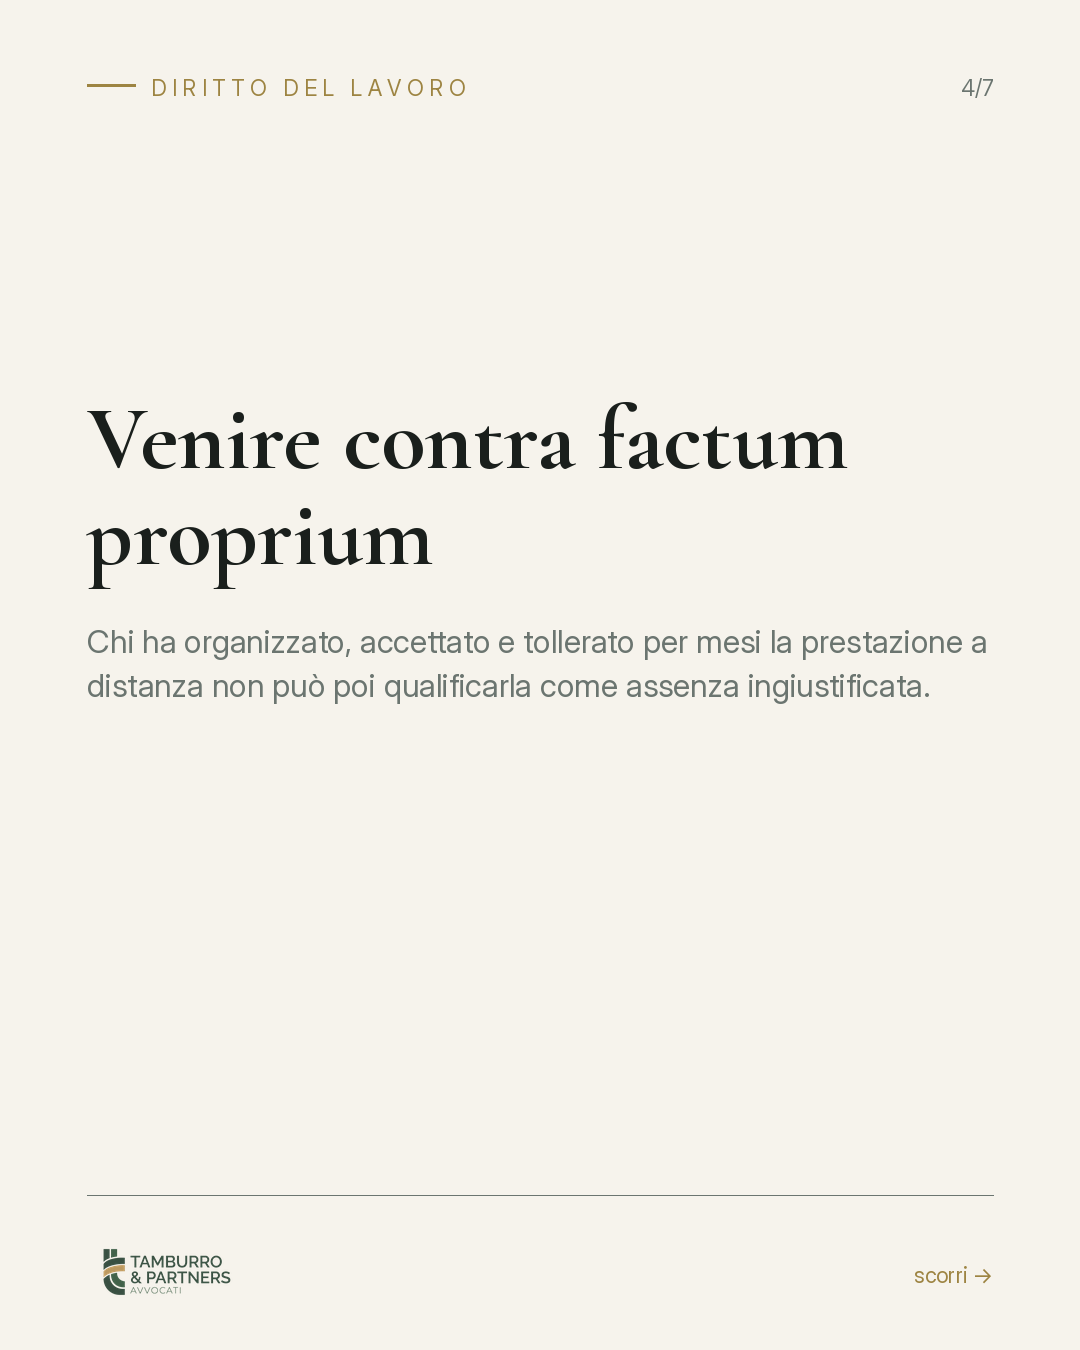 DIRITTO DEL LAVORO
4/7
Venire contra factum
proprium
Chi ha organizzato, accettato e tollerato per mesi la prestazione a
distanza non può poi qualificarla come assenza ingiustificata.
TAMBURRO
& PARTNERS
AVVOCATI
scorri →